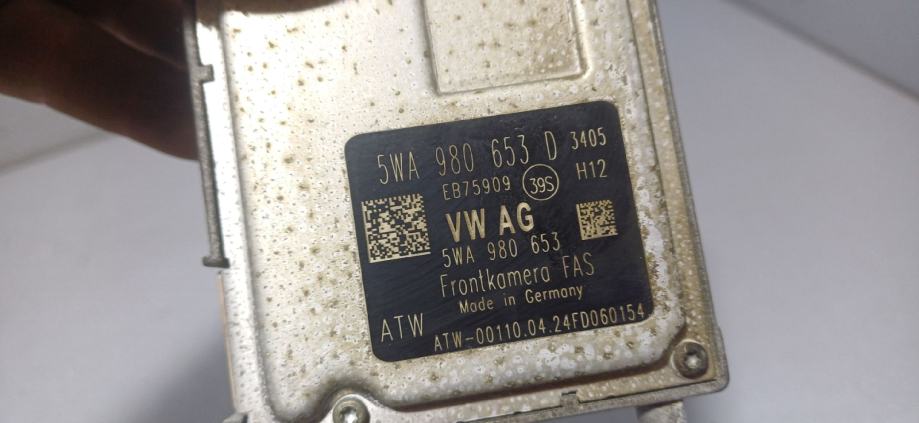 5WA 980 653 D 3405
EB75909 39S H12
VW AG
5WA 980 653
Frontkamera FAS
Made in Germany
ATW ATW-00110.04.24FD060154